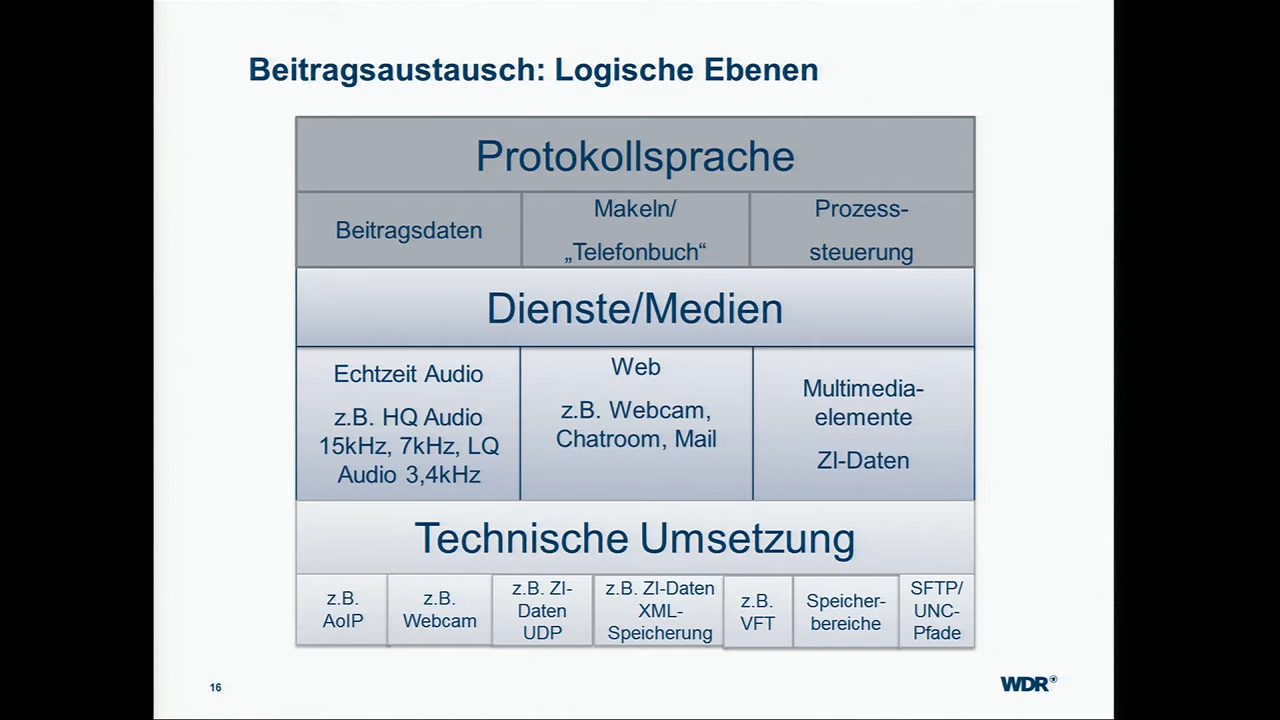 Beitragsaustausch: Logische Ebenen
Protokollsprache
Beitragsdaten
Makeln/
„Telefonbuch“
Prozess-
steuerung
Dienste/Medien
Echtzeit Audio
z.B. HQ Audio
15kHz, 7kHz, LQ
Audio 3,4kHz
Web
z.B. Webcam,
Chatroom, Mail
Multimedia-
elemente
ZI-Daten
Technische Umsetzung
z.B.
AoIP
z.B.
Webcam
z.B. ZI-
Daten
UDP
z.B. ZI-Daten
XML-
Speicherung
z.B.
VFT
Speicher-
bereiche
SFTP/
UNC-
Pfade
16
WDR